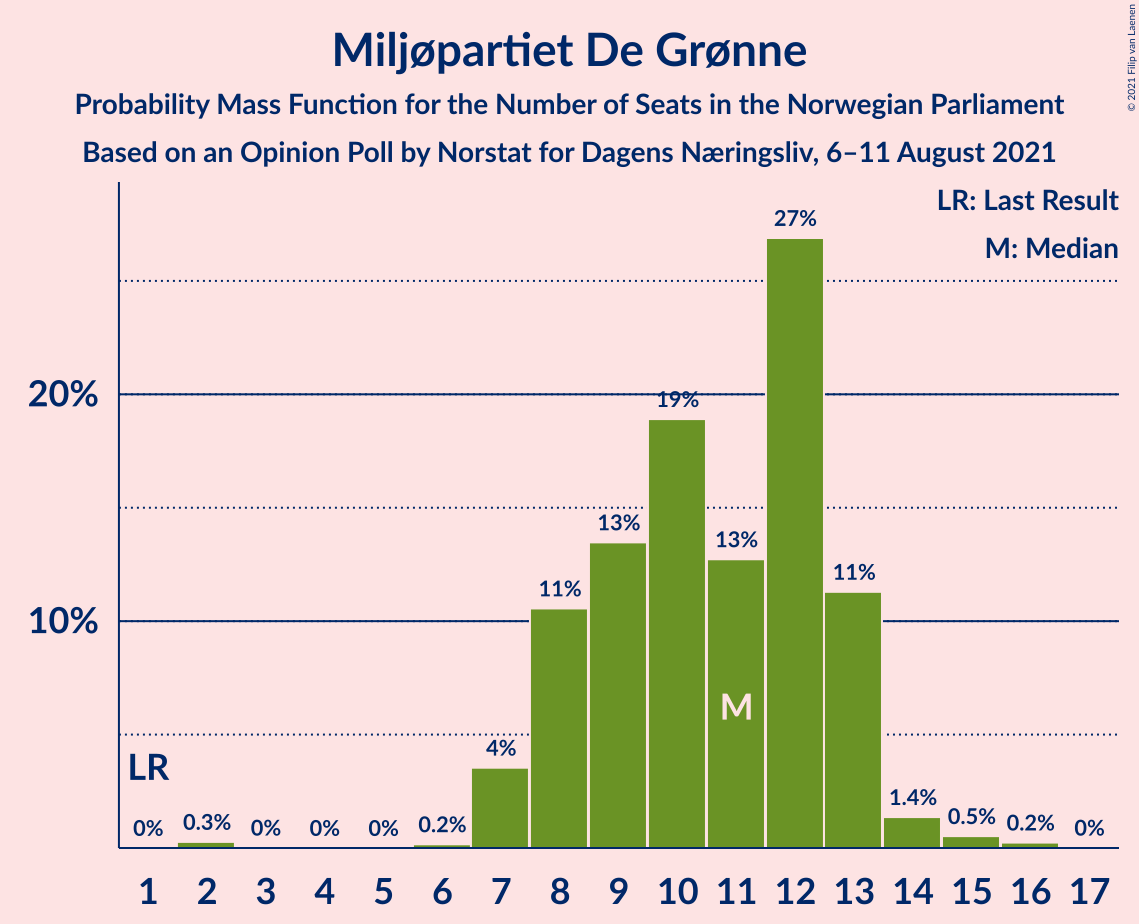 Miljøpartiet De Grønne
Probability Mass Function for the Number of Seats in the Norwegian Parliament
Based on an Opinion Poll by Norstat for Dagens Næringsliv, 6–11 August 2021
© 2021 Filip van Laenen
LR: Last Result
M: Median
27%
20%
19%
13%
13%
11%
11%
10%
M
4%
LR
1.4%
0% 0.3% 0% 0% 0% 0.2% 0.5% 0.2% 0%
1 2 3 4 5 6 7 8 9 10 11 12 13 14 15 16 17